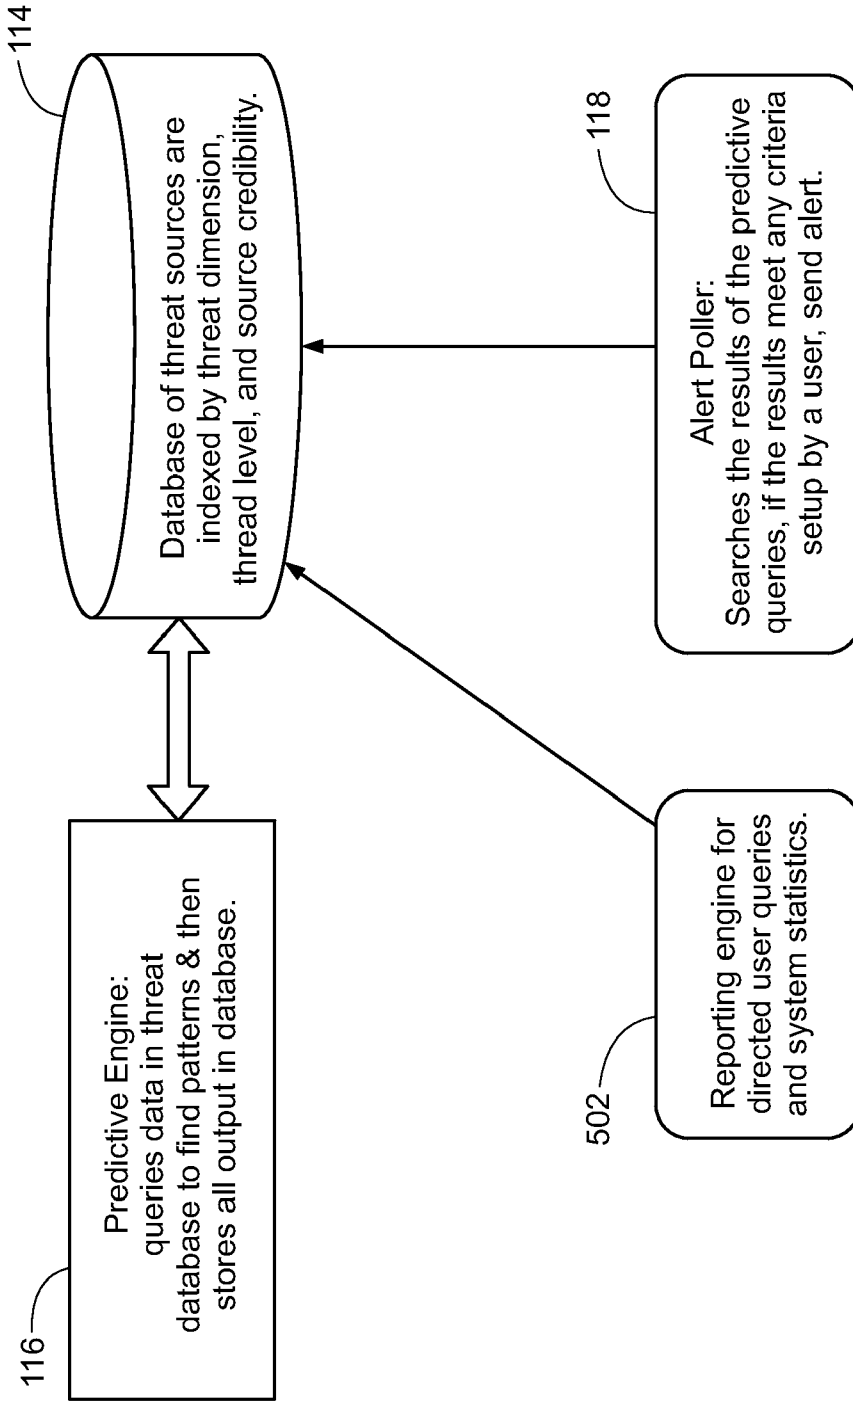 116
Predictive Engine:
queries data in threat
database to find patterns & then
stores all output in database.
114
Database of threat sources are
indexed by threat dimension,
thread level, and source credibility.
502
Reporting engine for
directed user queries
and system statistics.
118
Alert Poller:
Searches the results of the predictive
queries, if the results meet any criteria
setup by a user, send alert.